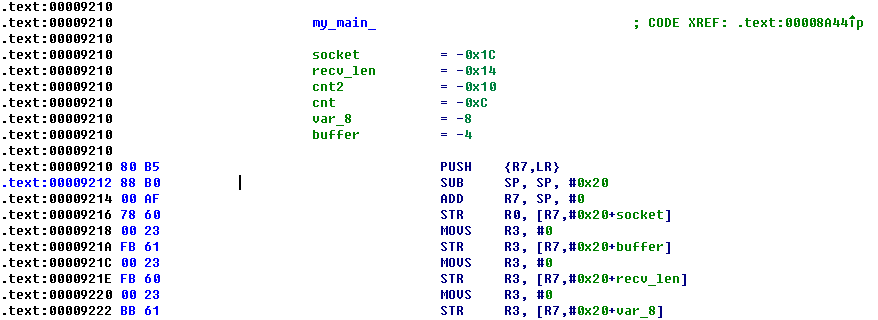 .text:00009210
.text:00009210 my_main_ ; CODE XREF: .text:00008A44↑p
.text:00009210
.text:00009210 socket = -0x1C
.text:00009210 recv_len = -0x14
.text:00009210 cnt2 = -0x10
.text:00009210 cnt = -0xC
.text:00009210 var_8 = -8
.text:00009210 buffer = -4
.text:00009210
.text:00009210 80 B5 PUSH {R7,LR}
.text:00009212 88 B0 SUB SP, SP, #0x20
.text:00009214 00 AF ADD R7, SP, #0
.text:00009216 78 60 STR R0, [R7,#0x20+socket]
.text:00009218 00 23 MOVS R3, #0
.text:0000921A FB 61 STR R3, [R7,#0x20+buffer]
.text:0000921C 00 23 MOVS R3, #0
.text:0000921E FB 60 STR R3, [R7,#0x20+recv_len]
.text:00009220 00 23 MOVS R3, #0
.text:00009222 BB 61 STR R3, [R7,#0x20+var_8]